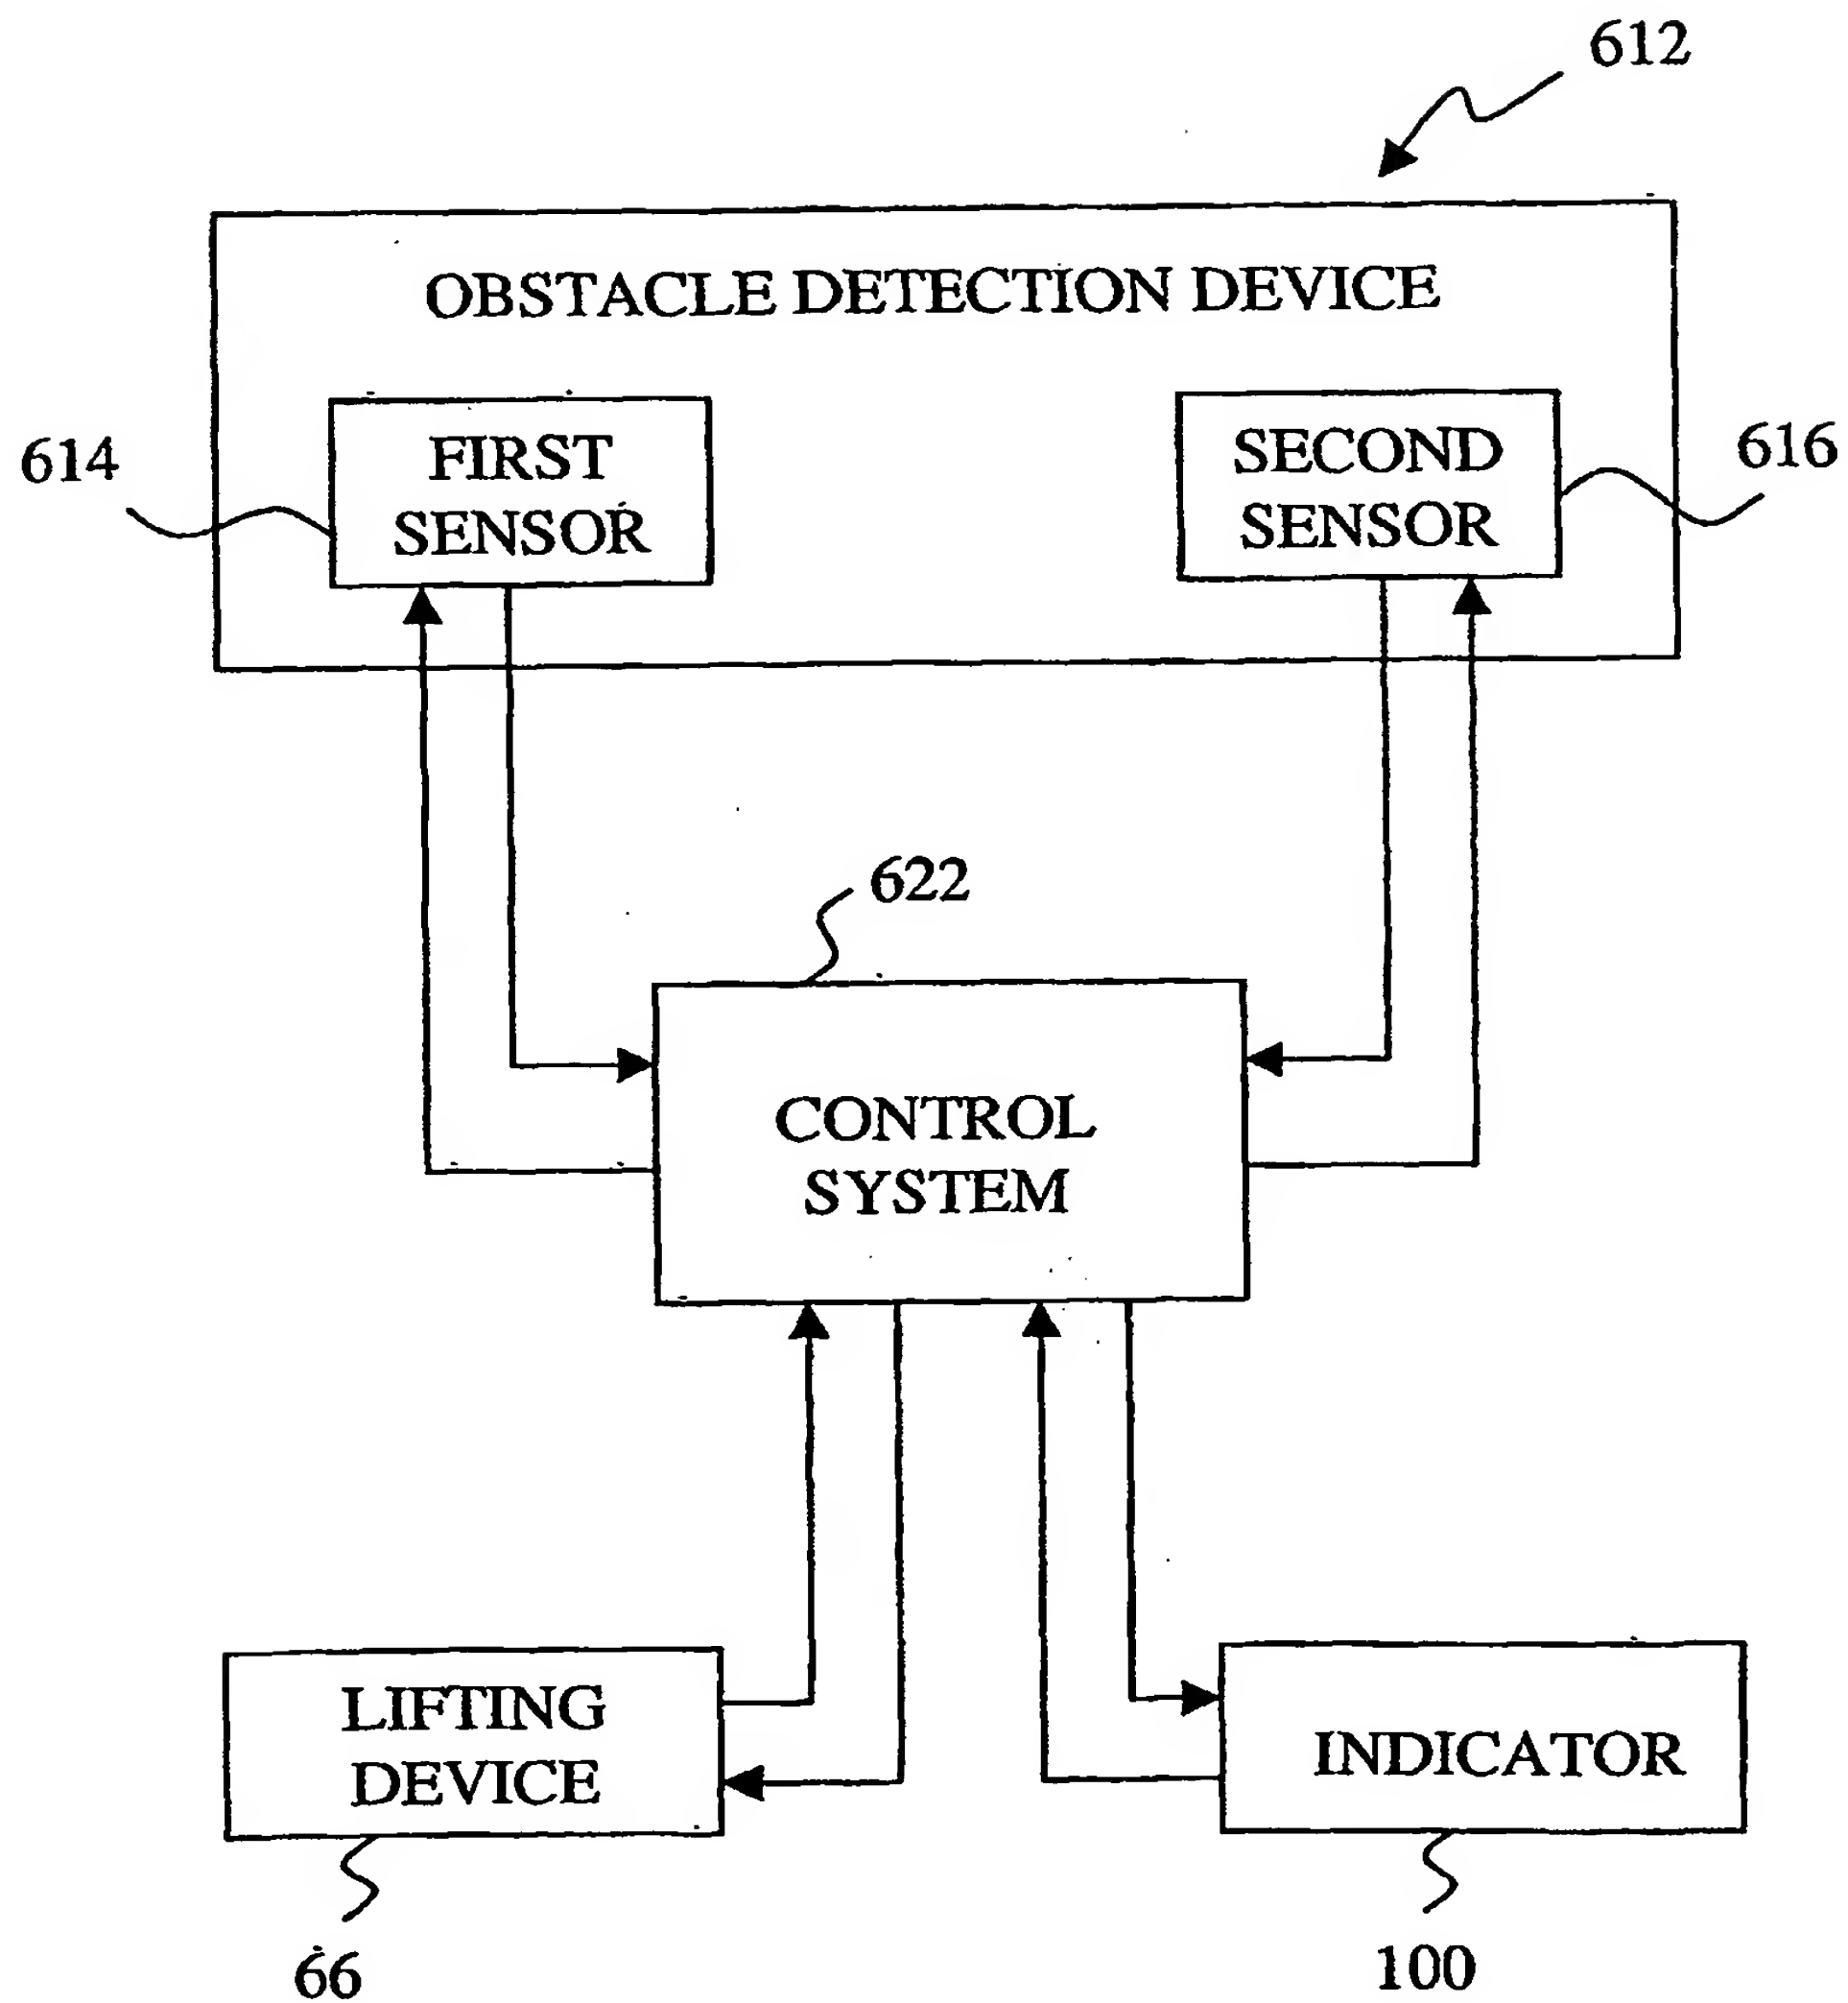 612
OBSTACLE DETECTION DEVICE
614
FIRST
SENSOR
SECOND
SENSOR
616
622
CONTROL
SYSTEM
LIFTING
DEVICE
INDICATOR
66
100